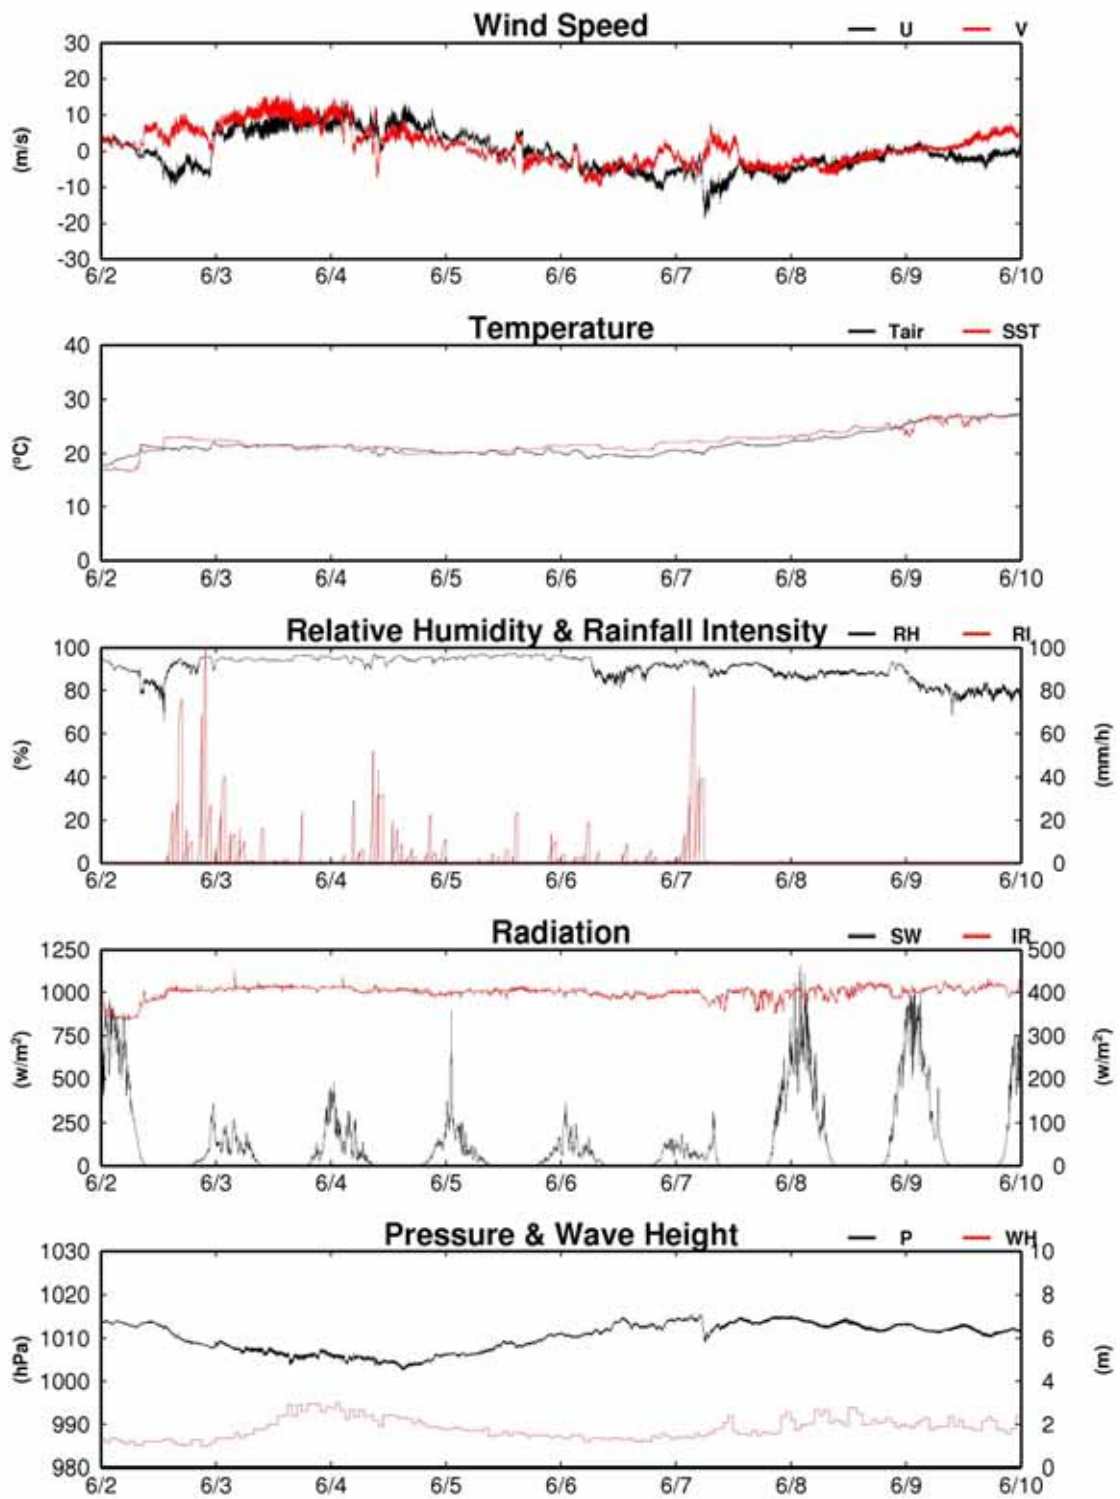 Wind Speed
U V
30
20
10
0
-10
-20
-30
(m/s)
6/2 6/3 6/4 6/5 6/6 6/7 6/8 6/9 6/10
Temperature
Tair SST
40
30
20
10
0
(°C)
6/2 6/3 6/4 6/5 6/6 6/7 6/8 6/9 6/10
Relative Humidity & Rainfall Intensity
RH RI
100 100
80 80
60 60
40 40
20 20
0 0
(%) (mm/h)
6/2 6/3 6/4 6/5 6/6 6/7 6/8 6/9 6/10
Radiation
SW IR
1250 500
1000 400
750 300
500 200
250 100
0 0
(w/m²) (w/m²)
6/2 6/3 6/4 6/5 6/6 6/7 6/8 6/9 6/10
Pressure & Wave Height
P WH
1030 10
1020 8
1010 6
1000 4
990 2
980 0
(hPa) (m)
6/2 6/3 6/4 6/5 6/6 6/7 6/8 6/9 6/10